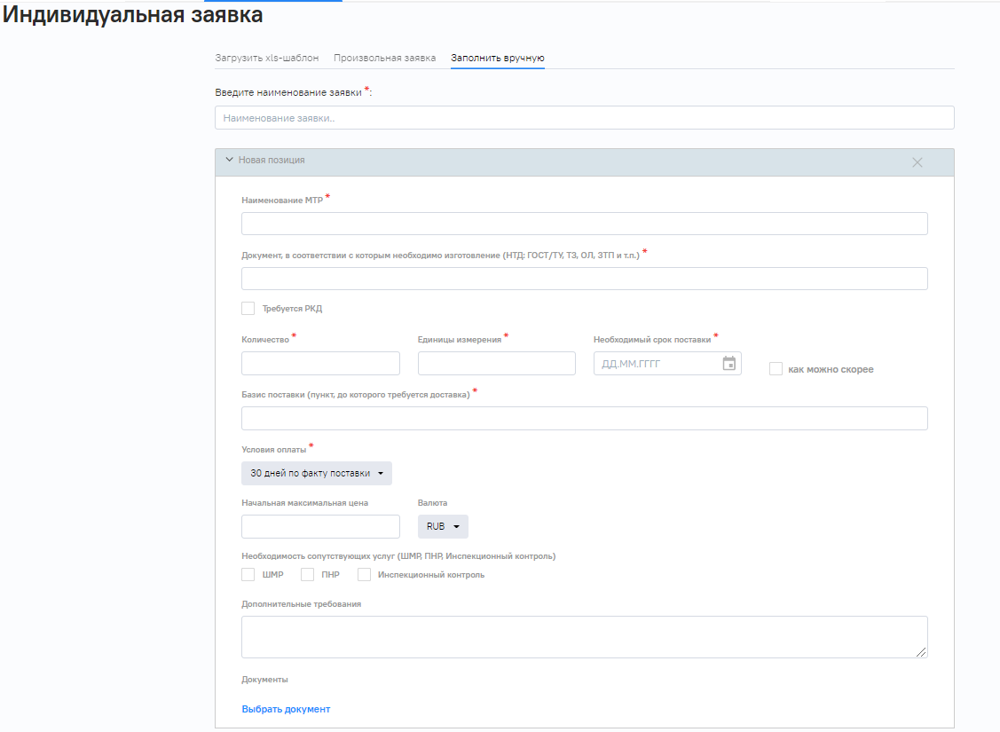 Индивидуальная заявка
Загрузить xls-шаблон Произвольная заявка Заполнить вручную
Введите наименование заявки *:
Наименование заявки..
Новая позиция
Наименование МТР *
Документ, в соответствии с которым необходимо изготовление (НТД: ГОСТ/ТУ, ТЗ, ОЛ, ЗТП и т.п.) *
Требуется РКД
Количество * Единицы измерения * Необходимый срок поставки *
ДД.ММ.ГГГГ как можно скорее
Базис поставки (пункт, до которого требуется доставка) *
Условия оплаты *
30 дней по факту поставки
Начальная максимальная цена Валюта
RUB
Необходимость сопутствующих услуг (ШМР, ПНР, Инспекционный контроль)
ШМР ПНР Инспекционный контроль
Дополнительные требования
Документы
Выбрать документ